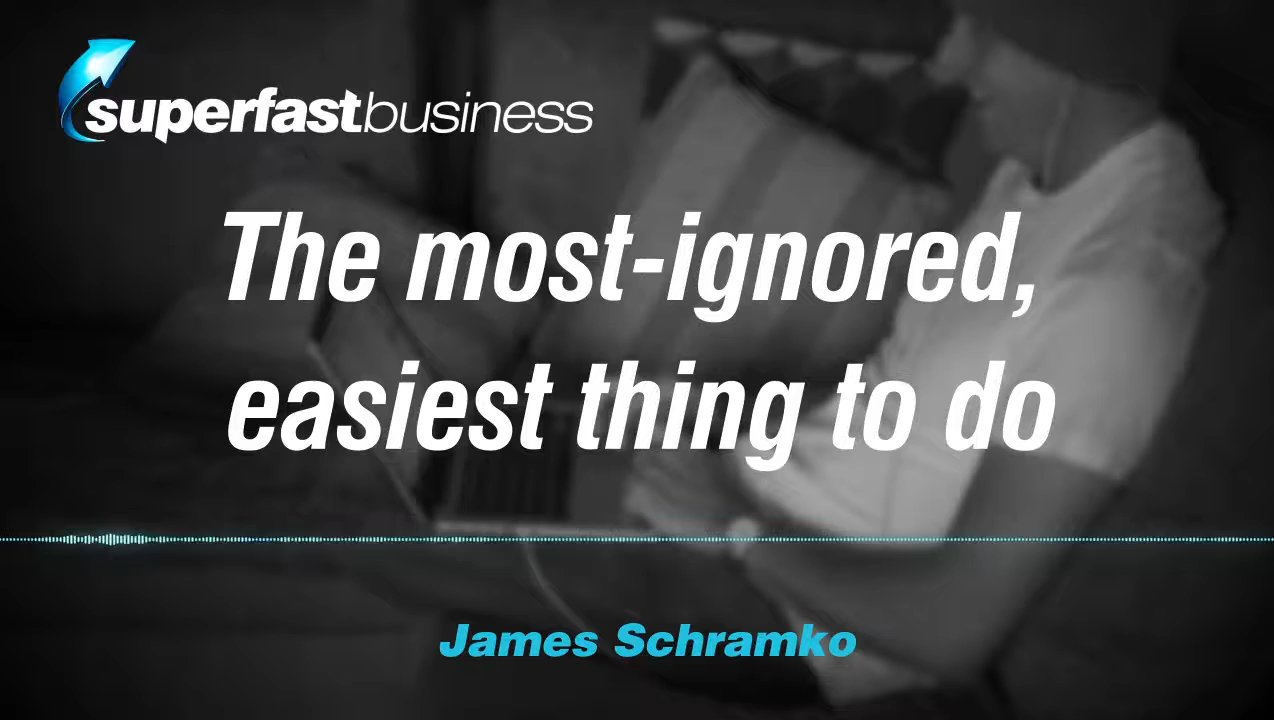 superfastbusiness
The most-ignored,
easiest thing to do
James Schramko